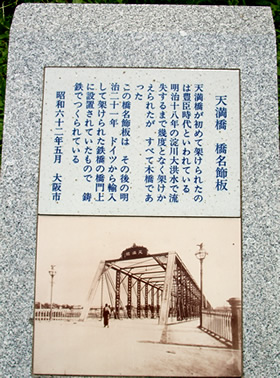 天満橋　橋名飾板
天満橋が初めて架けられたの
は豊臣時代といわれている
明治十八年の淀川大洪水で流
失するまで幾度となく架けか
えられたが　すべて木橋であ
った
この橋名飾板は　その後の明
治二十一年　ドイツから輸入
して架けられた鉄橋の橋門上
に設置されていたもので　鋳
鉄でつくられている
昭和六十二年五月　大阪市